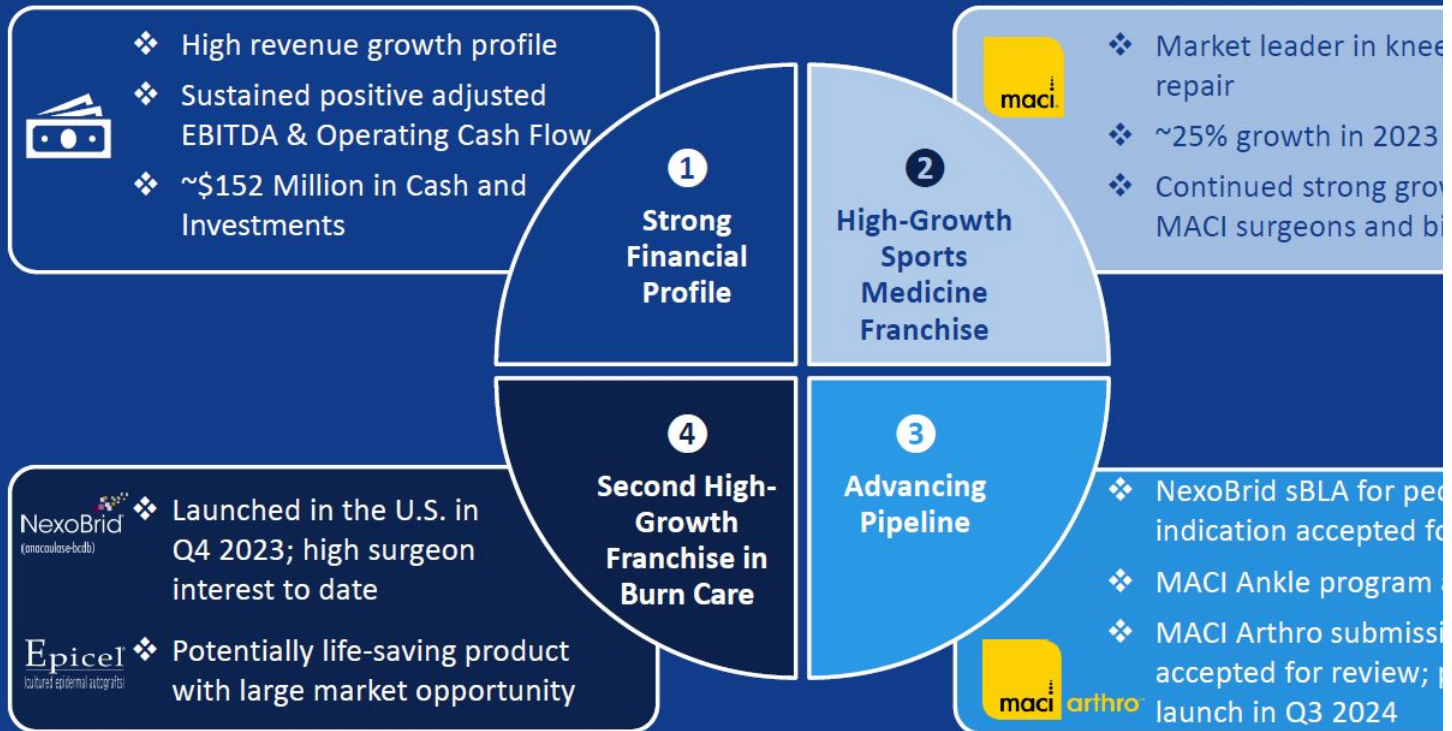 ❖ High revenue growth profile
❖ Sustained positive adjusted
EBITDA & Operating Cash Flow
❖ ~$152 Million in Cash and
Investments
1
Strong
Financial
Profile
2
High-Growth
Sports
Medicine
Franchise
maci.
❖ Market leader in knee
repair
❖ ~25% growth in 2023
❖ Continued strong
MACI surgeons and
4
Second High-
Growth
Franchise in
Burn Care
NexoBrid
(anacaulase-bcdb)
❖ Launched in the U.S. in
Q4 2023; high surgeon
interest to date
Epicel
(cultured epidermal autografts)
❖ Potentially life-saving product
with large market opportunity
3
Advancing
Pipeline
❖ NexoBrid sBLA for
indication accepted
❖ MACI Ankle program
❖ MACI Arthro
accepted for review;
launch in Q3 2024
maci arthro